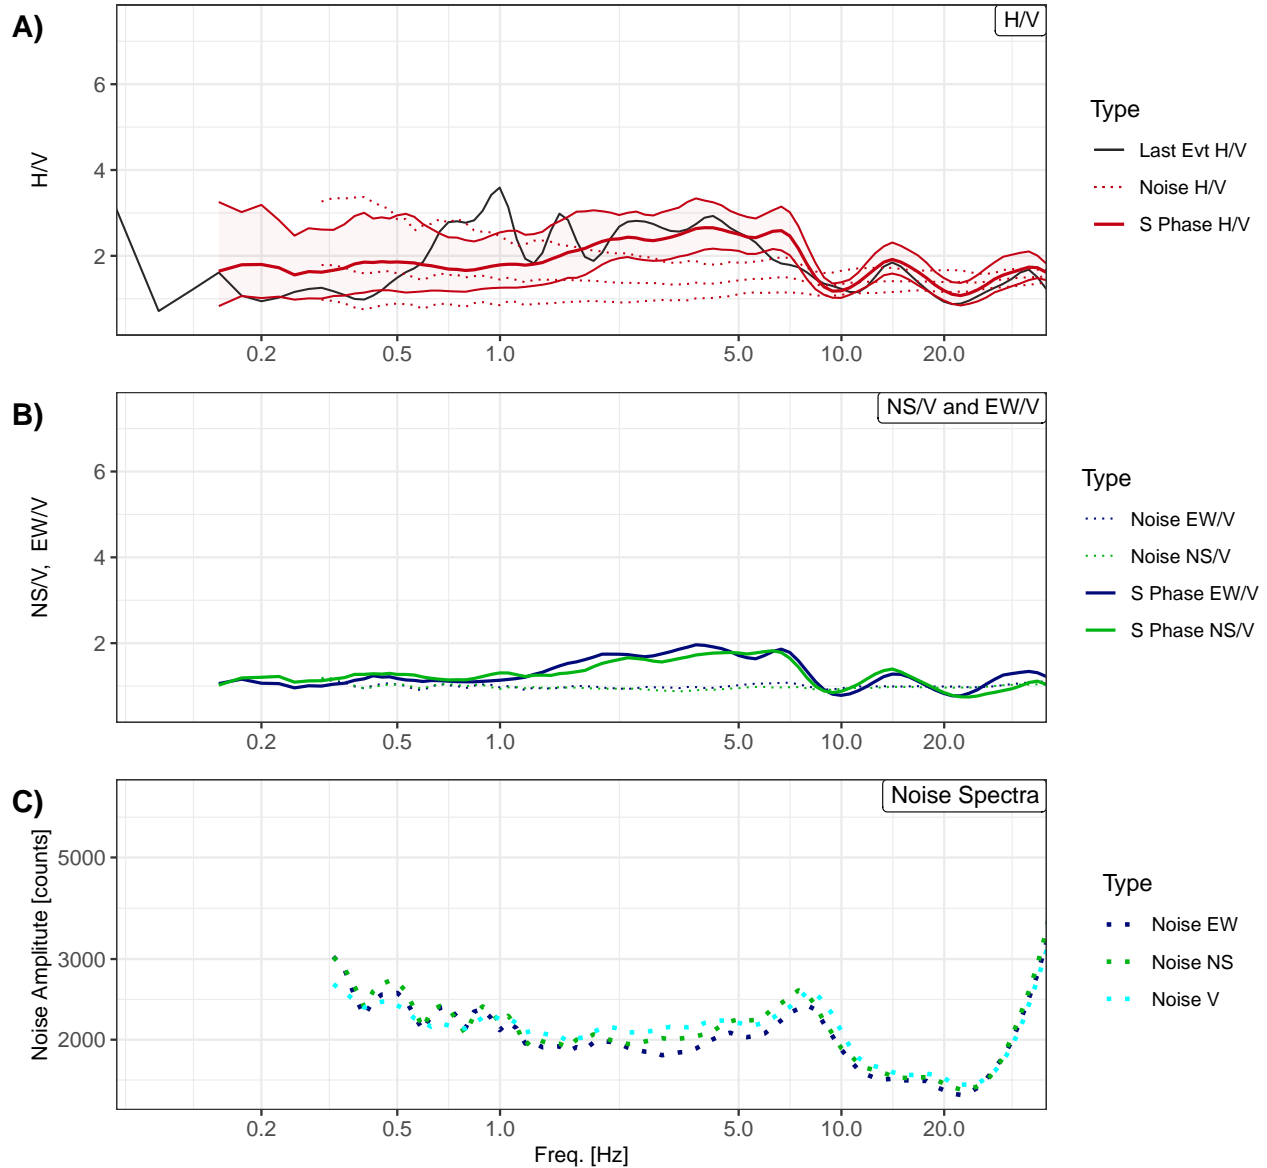 A)
H/V
6
4
2
H/V
0.2
0.5
1.0
5.0
10.0
20.0
Type
Last Evt H/V
Noise H/V
S Phase H/V
B)
NS/V and EW/V
6
4
2
NS/V, EW/V
0.2
0.5
1.0
5.0
10.0
20.0
Type
Noise EW/V
Noise NS/V
S Phase EW/V
S Phase NS/V
C)
Noise Spectra
5000
3000
2000
Noise Amplitute [counts]
0.2
0.5
1.0
5.0
10.0
20.0
Freq. [Hz]
Type
Noise EW
Noise NS
Noise V